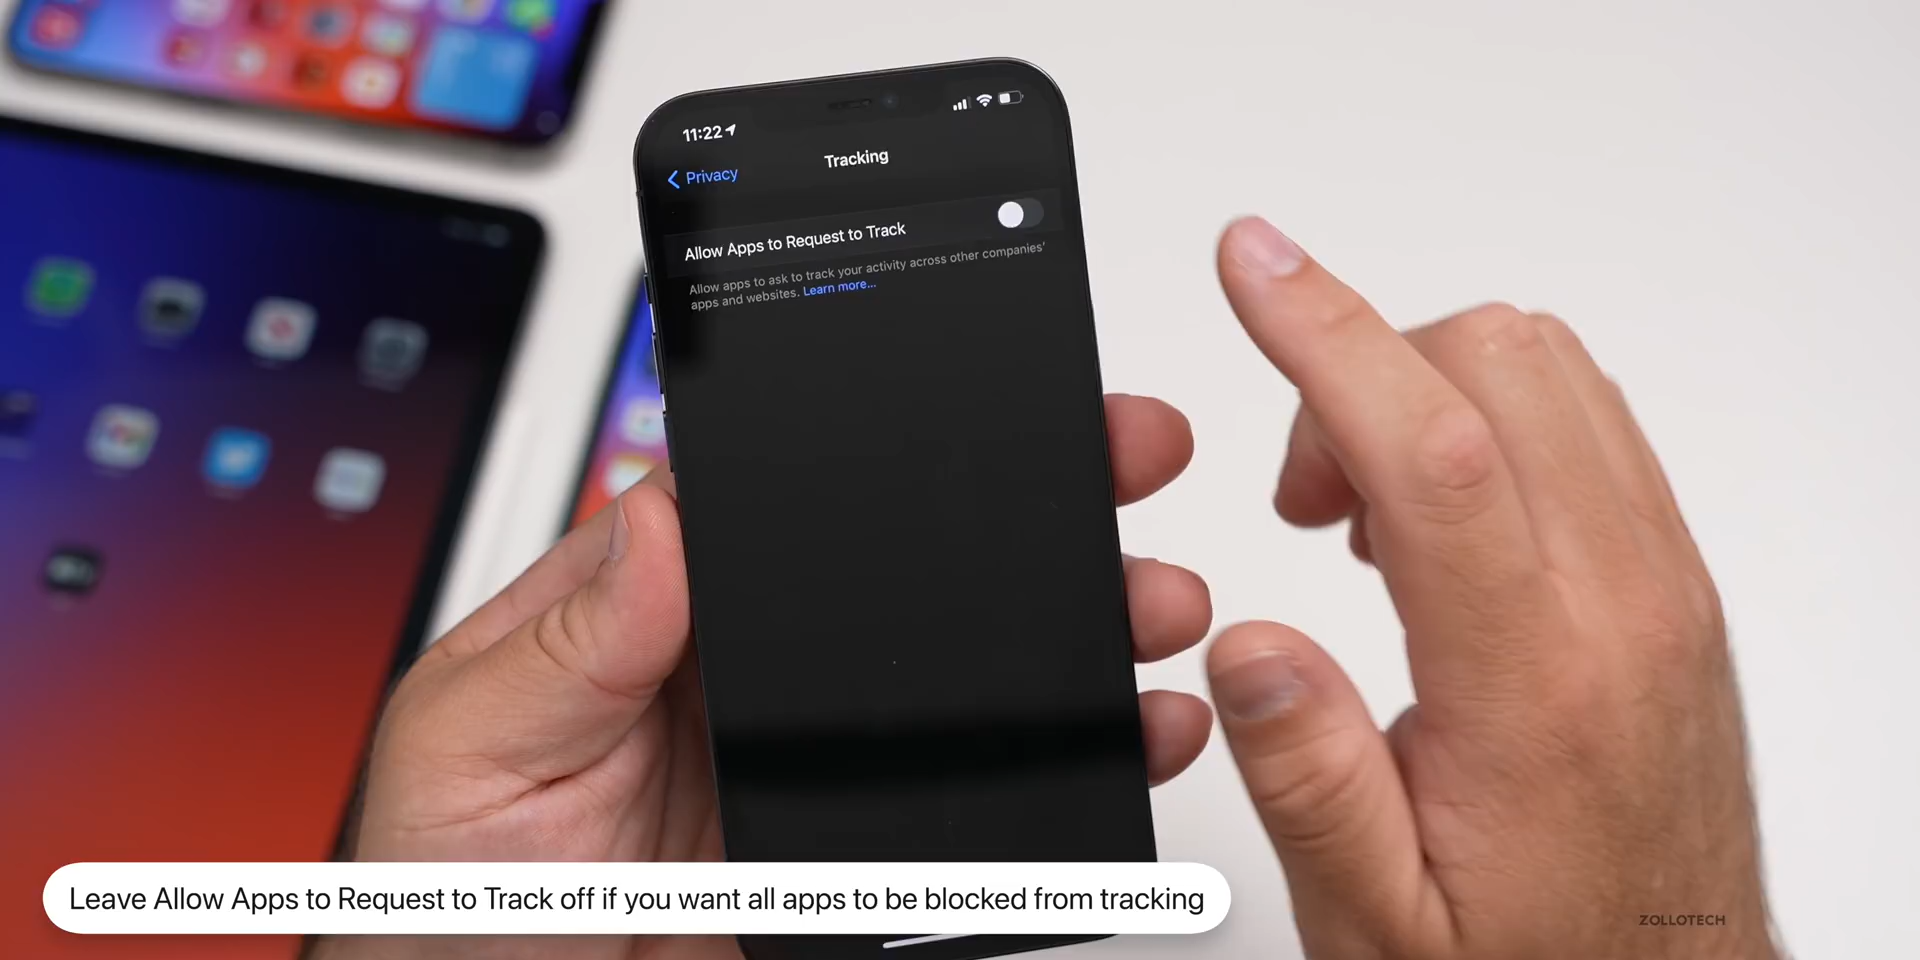 11:22
Privacy
Tracking
Allow Apps to Request to Track
Allow apps to ask to track your activity across other companies'
apps and websites. Learn more...
Leave Allow Apps to Request to Track off if you want all apps to be blocked from tracking
ZOLLOTECH